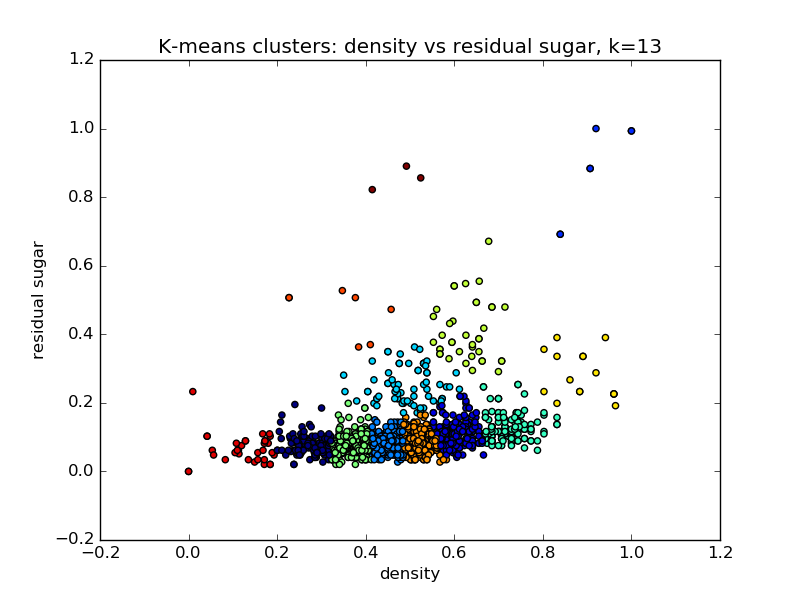 K-means clusters: density vs residual sugar, k=13
1.2
1.0
0.8
0.6
0.4
0.2
0.0
−0.2
residual sugar
−0.2 0.0 0.2 0.4 0.6 0.8 1.0 1.2
density